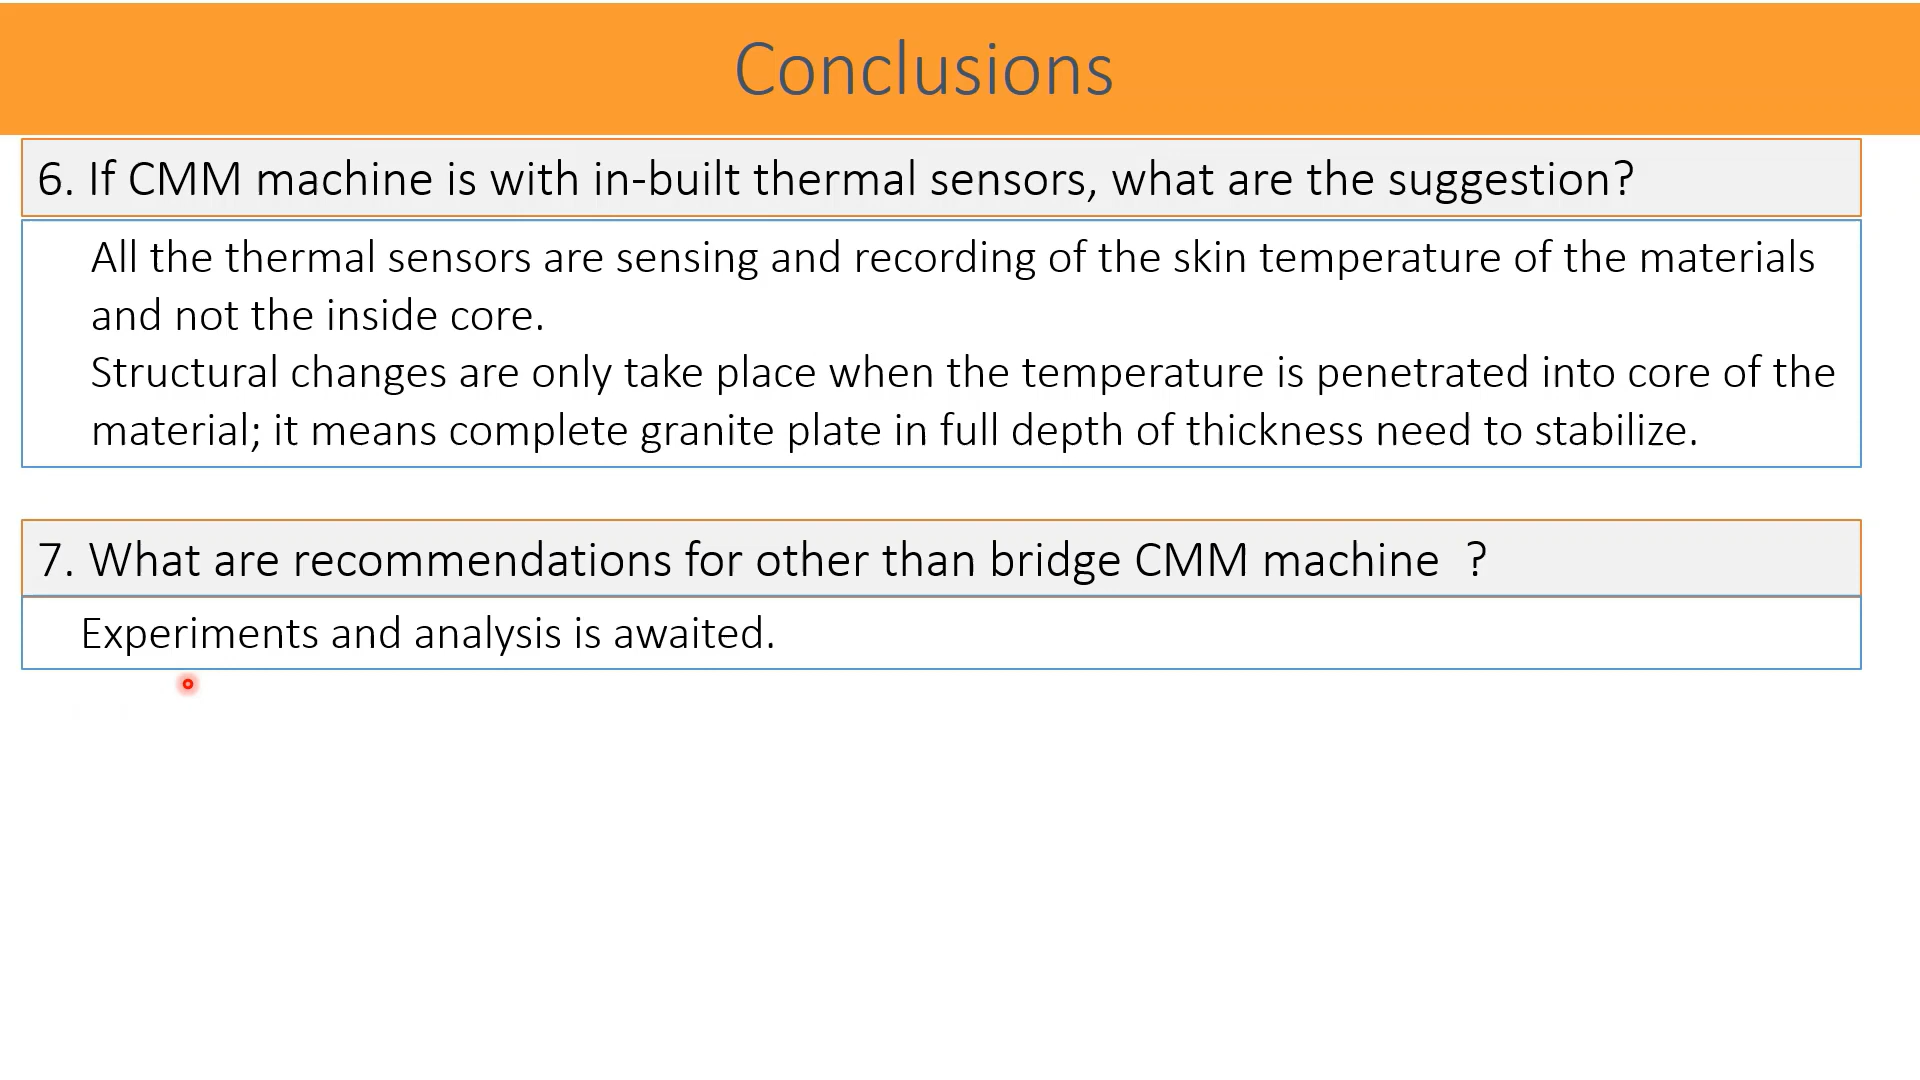 Conclusions
6. If CMM machine is with in-built thermal sensors, what are the suggestion?
All the thermal sensors are sensing and recording of the skin temperature of the materials
and not the inside core.
Structural changes are only take place when the temperature is penetrated into core of the
material; it means complete granite plate in full depth of thickness need to stabilize.
7. What are recommendations for other than bridge CMM machine ?
Experiments and analysis is awaited.